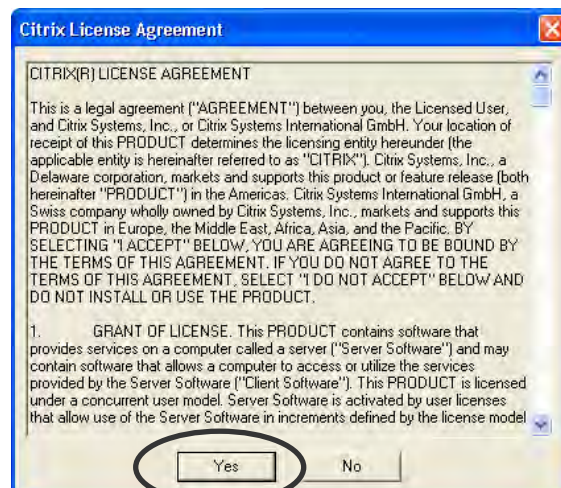 Citrix License Agreement
CITRIX(R) LICENSE AGREEMENT
This is a legal agreement ("AGREEMENT") between you, the Licensed User,
and Citrix Systems, Inc., or Citrix Systems International GmbH. Your location of
receipt of this PRODUCT determines the licensing entity hereunder (the
applicable entity is hereinafter referred to as "CITRIX"). Citrix Systems, Inc., a
Delaware corporation, markets and supports this product or feature release (both
hereinafter "PRODUCT") in the Americas. Citrix Systems International GmbH, a
Swiss company wholly owned by Citrix Systems, Inc., markets and supports this
PRODUCT in Europe, the Middle East, Africa, Asia, and the Pacific. BY
SELECTING "I ACCEPT" BELOW, YOU ARE AGREEING TO BE BOUND BY
THE TERMS OF THIS AGREEMENT. IF YOU DO NOT AGREE TO THE
TERMS OF THIS AGREEMENT, SELECT "I DO NOT ACCEPT" BELOW AND
DO NOT INSTALL OR USE THE PRODUCT.
1. GRANT OF LICENSE. This PRODUCT contains software that
provides services on a computer called a server ("Server Software") and may
contain software that allows a computer to access or utilize the services
provided by the Server Software ("Client Software"). This PRODUCT is licensed
under a concurrent user model. Server Software is activated by user licenses
that allow use of the Server Software in increments defined by the license model
Yes No